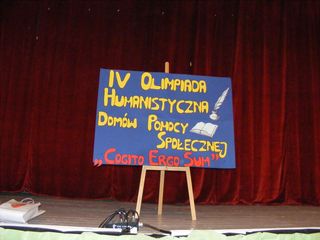 IV Olimpiada
Humanistyczna
Domów Pomocy
Społecznej
„Cogito Ergo Sum”